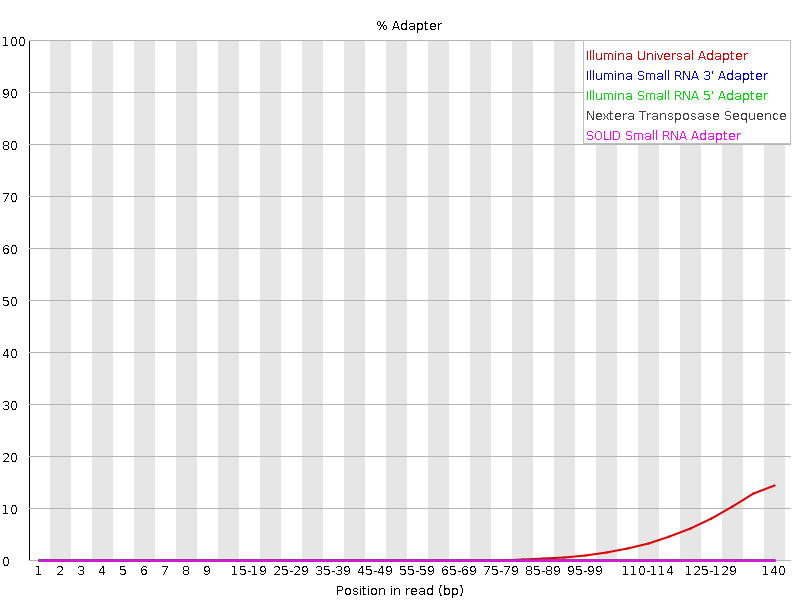 % Adapter
100
90
80
70
60
50
40
30
20
10
0
Illumina Universal Adapter
Illumina Small RNA 3' Adapter
Illumina Small RNA 5' Adapter
Nextera Transposase Sequence
SOLID Small RNA Adapter
1 2 3 4 5 6 7 8 9 15-19 25-29 35-39 45-49 55-59 65-69 75-79 85-89 95-99 110-114 125-129 140
Position in read (bp)